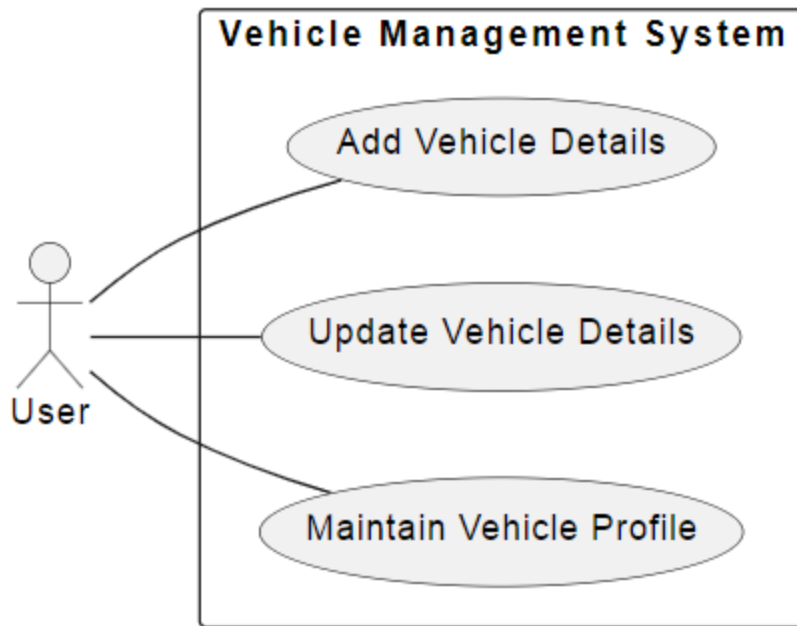 Vehicle Management System
Add Vehicle Details
Update Vehicle Details
User
Maintain Vehicle Profile